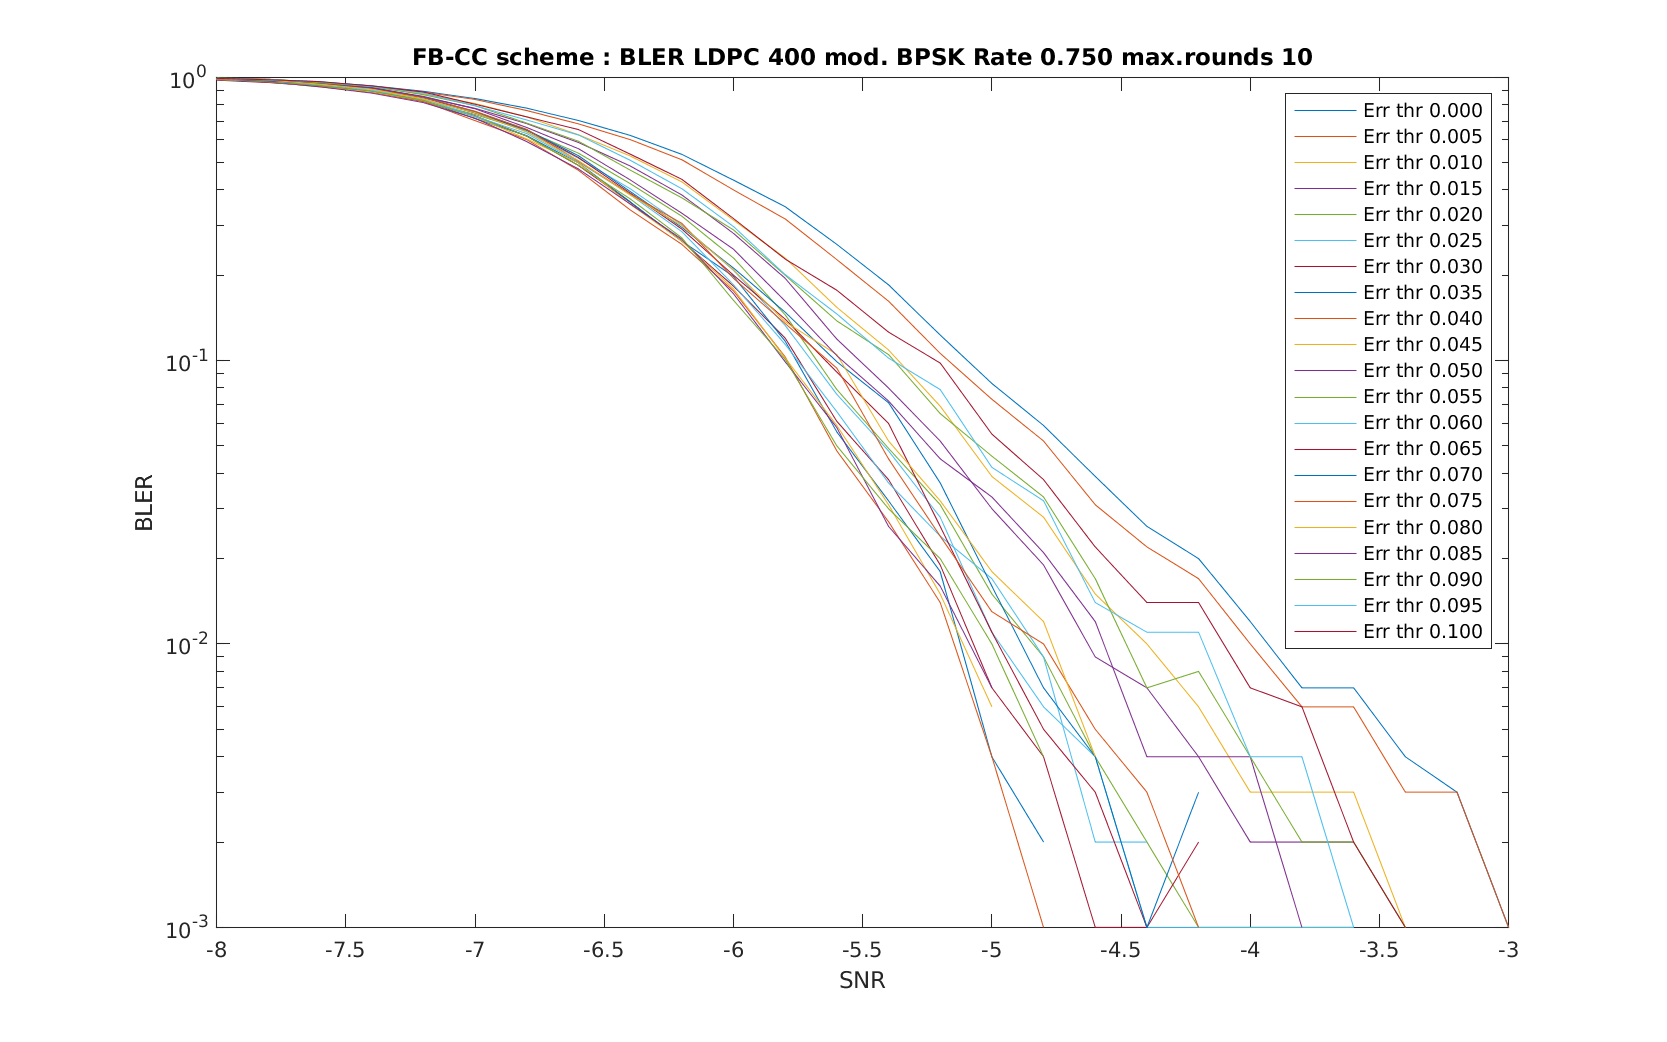 FB-CC scheme : BLER LDPC 400 mod. BPSK Rate 0.750 max.rounds 10
BLER
10^0
10^-1
10^-2
10^-3
-8 -7.5 -7 -6.5 -6 -5.5 -5 -4.5 -4 -3.5 -3
SNR
Err thr 0.000
Err thr 0.005
Err thr 0.010
Err thr 0.015
Err thr 0.020
Err thr 0.025
Err thr 0.030
Err thr 0.035
Err thr 0.040
Err thr 0.045
Err thr 0.050
Err thr 0.055
Err thr 0.060
Err thr 0.065
Err thr 0.070
Err thr 0.075
Err thr 0.080
Err thr 0.085
Err thr 0.090
Err thr 0.095
Err thr 0.100